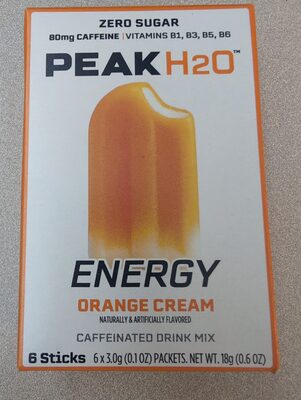 ZERO SUGAR
80mg CAFFEINE | VITAMINS B1, B3, B5, B6
PEAK H2O™
ENERGY
ORANGE CREAM
NATURALLY & ARTIFICIALLY FLAVORED
CAFFEINATED DRINK MIX
6 Sticks 6 x 3.0g (0.1 OZ) PACKETS. NET WT. 18g (0.6 OZ)